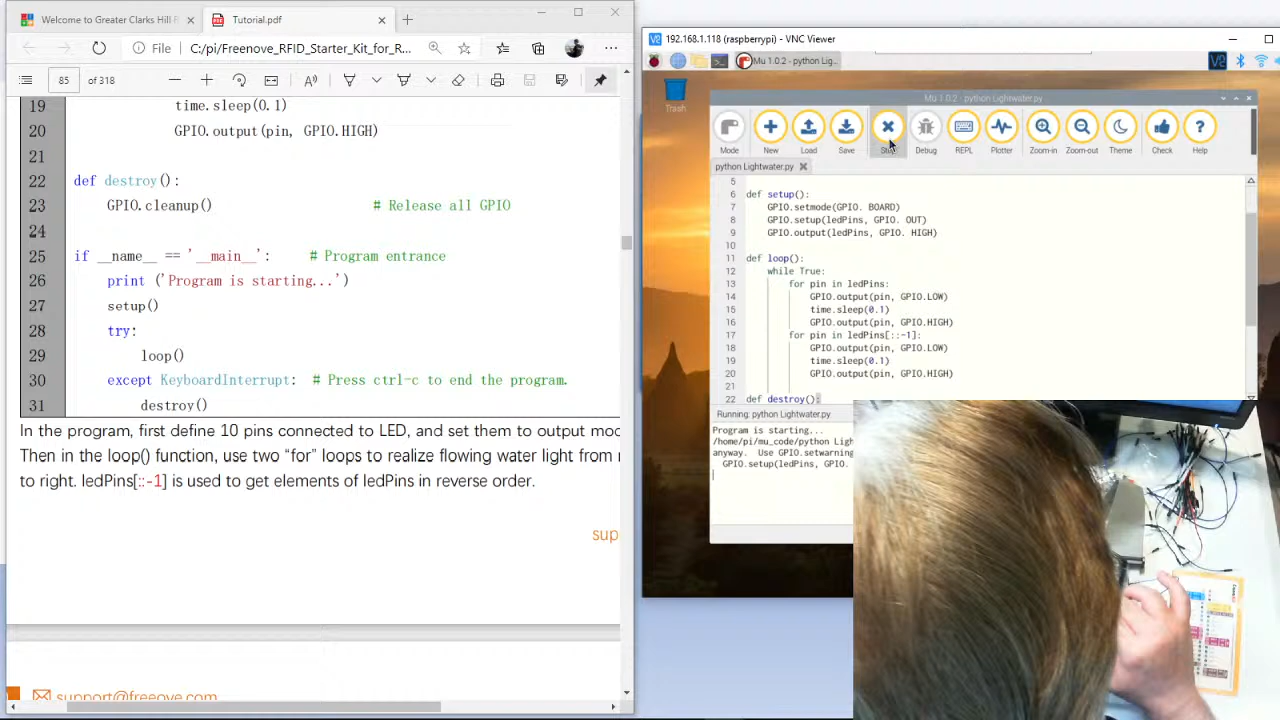 Welcome to Greater Clarks Hill R
Tutorial.pdf
File
C:/pi/Freenove_RFID_Starter_Kit_for_R...
85
of 318
19 time.sleep(0.1)
20 GPIO.output(pin, GPIO.HIGH)
21
22 def destroy():
23 GPIO.cleanup() # Release all GPIO
24
25 if __name__ == '__main__': # Program entrance
26 print ('Program is starting...')
27 setup()
28 try:
29 loop()
30 except KeyboardInterrupt: # Press ctrl-c to end the program.
31 destroy()
In the program, first define 10 pins connected to LED, and set them to output mo
Then in the loop() function, use two “for” loops to realize flowing water light from
to right. ledPins[::-1] is used to get elements of ledPins in reverse order.
sup
support@freeove.com
192.168.1.118 (raspberrypi) - VNC Viewer
Mu 1.0.2 - python Lig...
Trash
Mu 1.0.2 - python Lightwater.py
Mode
New
Load
Save
Debug
REPL
Plotter
Zoom-in
Zoom-out
Theme
Check
Help
python Lightwater.py
5
6 def setup():
7 GPIO.setmode(GPIO. BOARD)
8 GPIO.setup(ledPins, GPIO. OUT)
9 GPIO.output(ledPins, GPIO. HIGH)
10
11 def loop():
12 while True:
13 for pin in ledPins:
14 GPIO.output(pin, GPIO.LOW)
15 time.sleep(0.1)
16 GPIO.output(pin, GPIO.HIGH)
17 for pin in ledPins[::-1]:
18 GPIO.output(pin, GPIO.LOW)
19 time.sleep(0.1)
20 GPIO.output(pin, GPIO.HIGH)
21
22 def destroy():
Running: python Lightwater.py
Program is starting...
/home/pi/mu_code/python Ligh
anyway. Use GPIO.setwarning
GPIO.setup(ledPins, GPIO.